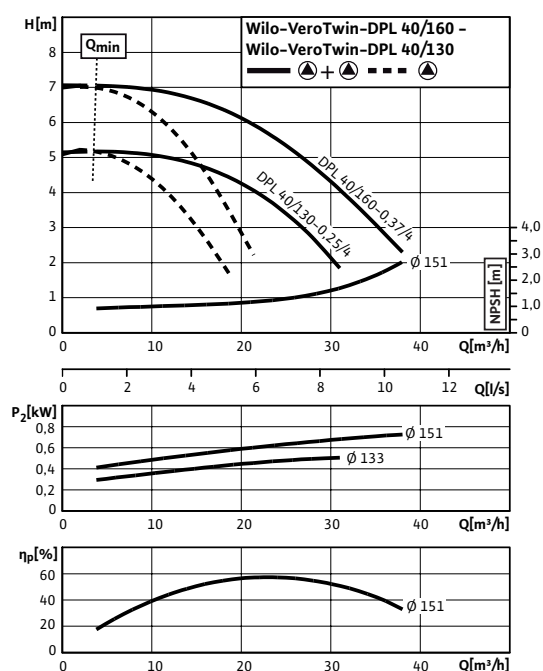 H[m]
Wilo-VeroTwin-DPL 40/160 –
Wilo-VeroTwin-DPL 40/130
+
Qmin
8
7
6
5
4
3
2
1
0
DPL 40/160-0,37/4
DPL 40/130-0,25/4
Ø 151
4,0
3,0
2,0
1,0
0
NPSH [m]
0 10 20 30 40 Q[m³/h]
0 2 4 6 8 10 12 Q[l/s]
P2[kW]
0,8
0,6
0,4
0,2
0
Ø 151
Ø 133
0 10 20 30 40 Q[m³/h]
ηp[%]
60
40
20
0
Ø 151
0 10 20 30 40 Q[m³/h]